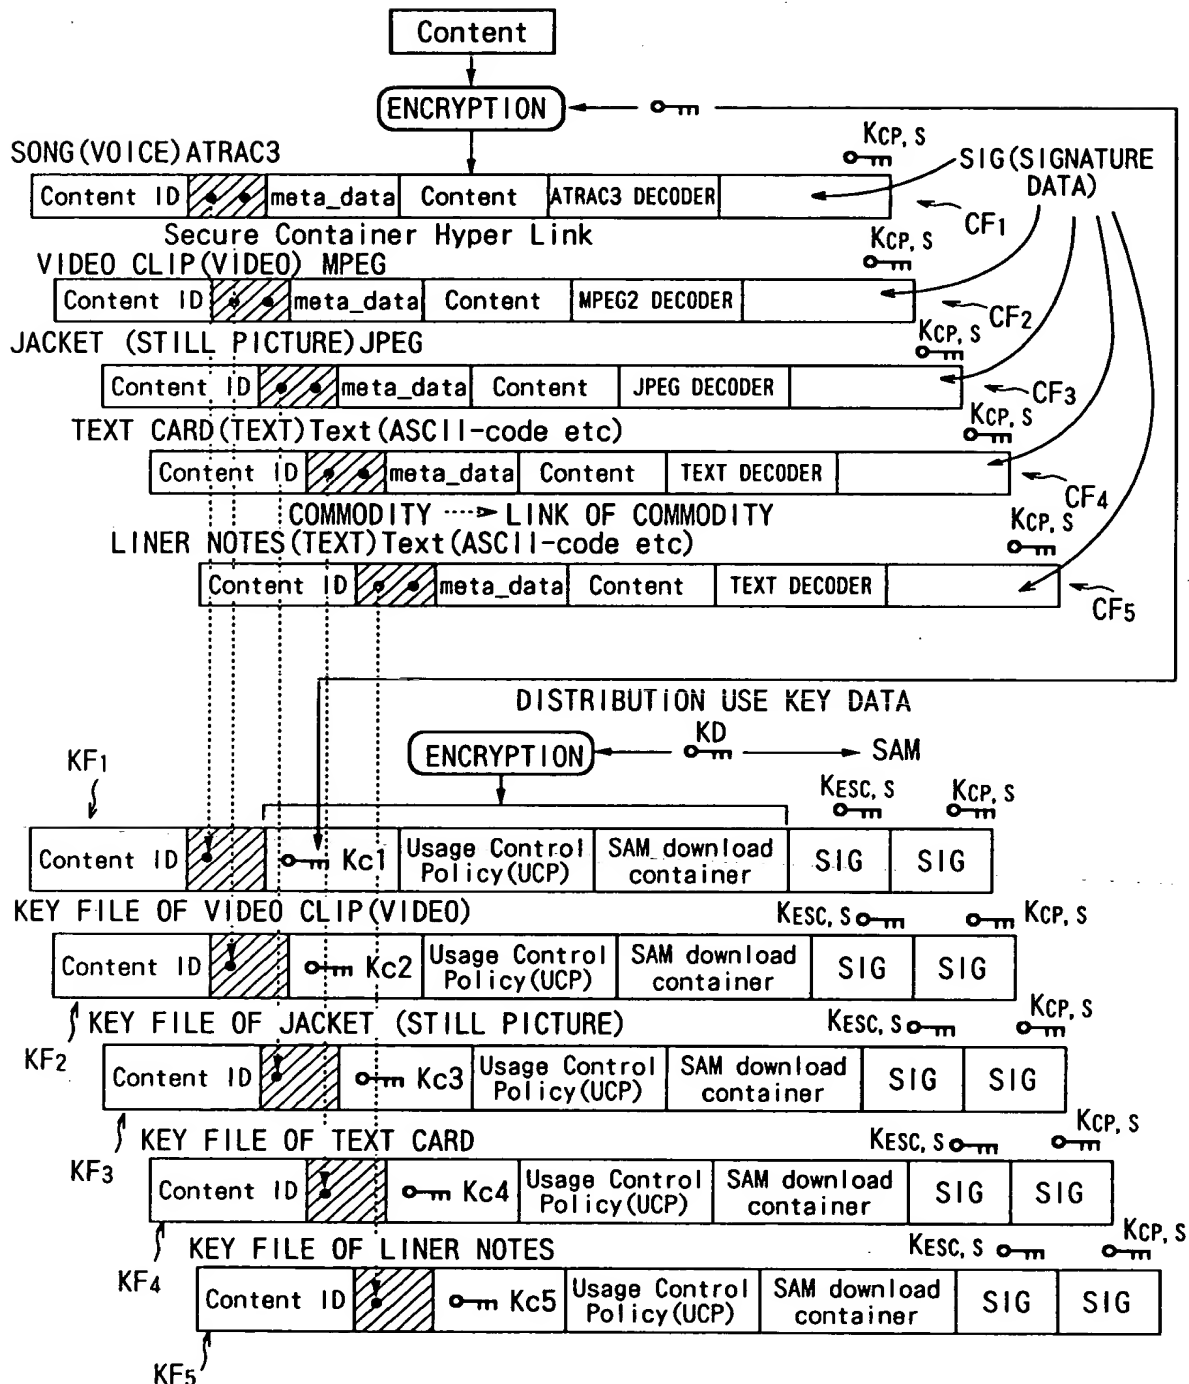 Content
ENCRYPTION
KCP, S
SONG(VOICE)ATRAC3
SIG(SIGNATURE
DATA)
Content ID meta_data Content ATRAC3 DECODER
CF1
Secure Container Hyper Link
KCP, S
VIDEO CLIP(VIDEO) MPEG
Content ID meta_data Content MPEG2 DECODER
CF2
KCP, S
JACKET (STILL PICTURE)JPEG
Content ID meta_data Content JPEG DECODER
CF3
KCP, S
TEXT CARD(TEXT)Text(ASCII-code etc)
Content ID meta_data Content TEXT DECODER
CF4
COMMODITY LINK OF COMMODITY
KCP, S
LINER NOTES(TEXT)Text(ASCII-code etc)
Content ID meta_data Content TEXT DECODER
CF5
DISTRIBUTION USE KEY DATA
ENCRYPTION KD SAM
KF1
KESC, S KCP, S
Content ID Kc1 Usage Control Policy(UCP) SAM download container SIG SIG
KEY FILE OF VIDEO CLIP(VIDEO) KESC, S KCP, S
Content ID Kc2 Usage Control Policy(UCP) SAM download container SIG SIG
KF2
KEY FILE OF JACKET (STILL PICTURE) KESC, S KCP, S
Content ID Kc3 Usage Control Policy(UCP) SAM download container SIG SIG
KF3
KEY FILE OF TEXT CARD KESC, S KCP, S
Content ID Kc4 Usage Control Policy(UCP) SAM download container SIG SIG
KF4
KEY FILE OF LINER NOTES KESC, S KCP, S
Content ID Kc5 Usage Control Policy(UCP) SAM download container SIG SIG
KF5